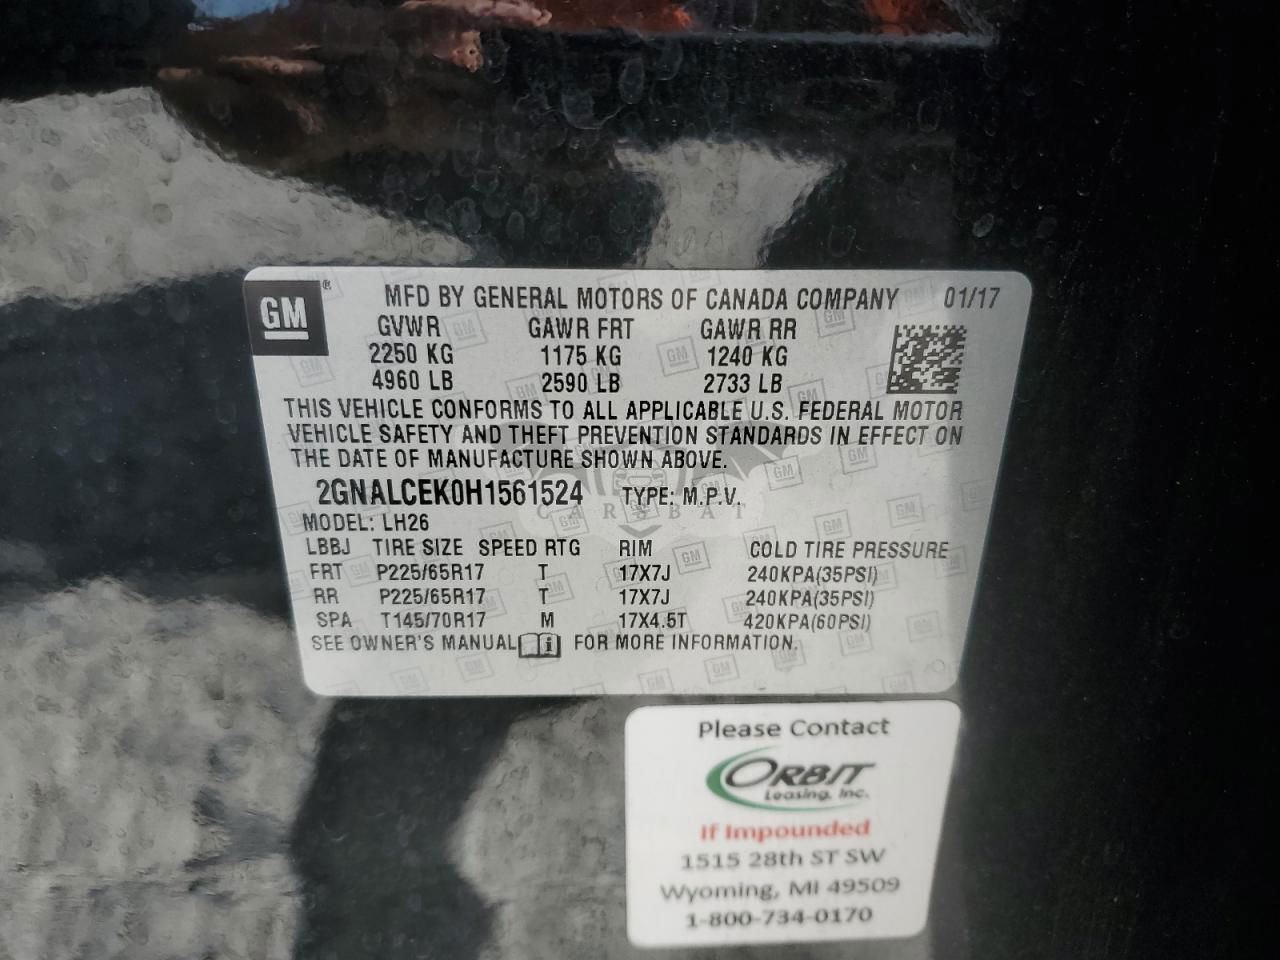 GM®
MFD BY GENERAL MOTORS OF CANADA COMPANY 01/17
GVWR GAWR FRT GAWR RR
2250 KG 1175 KG 1240 KG
4960 LB 2590 LB 2733 LB
THIS VEHICLE CONFORMS TO ALL APPLICABLE U.S. FEDERAL MOTOR
VEHICLE SAFETY AND THEFT PREVENTION STANDARDS IN EFFECT ON
THE DATE OF MANUFACTURE SHOWN ABOVE.
2GNALCEK0H1561524 TYPE: M.P.V.
CARSBAT
MODEL: LH26
LBBJ TIRE SIZE SPEED RTG RIM COLD TIRE PRESSURE
FRT P225/65R17 T 17X7J 240KPA(35PSI)
RR P225/65R17 T 17X7J 240KPA(35PSI)
SPA T145/70R17 M 17X4.5T 420KPA(60PSI)
SEE OWNER'S MANUAL i FOR MORE INFORMATION.
Please Contact
ORBIT
Leasing, Inc.
If Impounded
1515 28th ST SW
Wyoming, MI 49509
1-800-734-0170